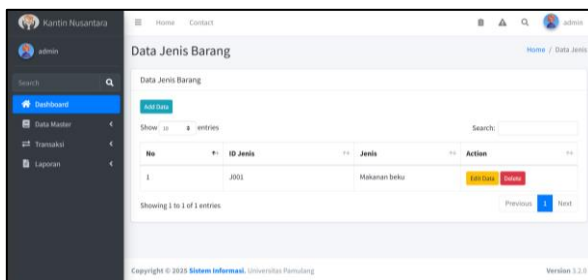 Kantin Nusantara
Home Contact
admin
admin
Data Jenis Barang
Home / Data Jenis
Search
Dashboard
Data Master
Transaksi
Laporan
Data Jenis Barang
Add Data
Show 10 entries
Search:
No ID Jenis Jenis Action
1 J001 Makanan beku Edit Data Delete
Showing 1 to 1 of 1 entries
Previous 1 Next
Copyright © 2025 Sistem Informasi. Universitas Pamulang
Version 3.2.0